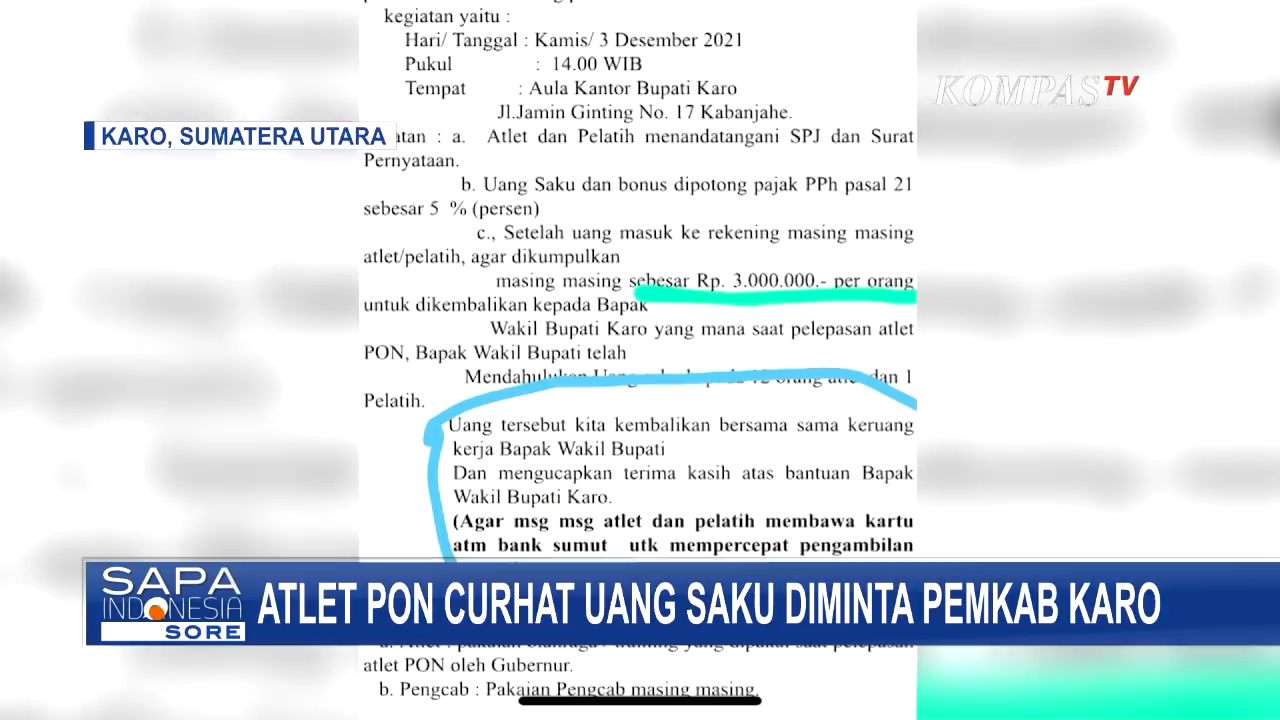 kegiatan yaitu :
Hari/ Tanggal : Kamis/ 3 Desember 2021
Pukul : 14.00 WIB
Tempat : Aula Kantor Bupati Karo
Jl.Jamin Ginting No. 17 Kabanjahe.
KOMPAS TV
KARO, SUMATERA UTARA
atan : a. Atlet dan Pelatih menandatangani SPJ dan Surat
Pernyataan.
b. Uang Saku dan bonus dipotong pajak PPh pasal 21
sebesar 5 % (persen)
c., Setelah uang masuk ke rekening masing masing
atlet/pelatih, agar dikumpulkan
masing masing sebesar Rp. 3.000.000.- per orang
untuk dikembalikan kepada Bapak
Wakil Bupati Karo yang mana saat pelepasan atlet
PON, Bapak Wakil Bupati telah
Mendahulukan orang dan 1
Pelatih.
Uang tersebut kita kembalikan bersama sama keruang
kerja Bapak Wakil Bupati
Dan mengucapkan terima kasih atas bantuan Bapak
Wakil Bupati Karo.
(Agar msg msg atlet dan pelatih membawa kartu
atm bank sumut utk mempercepat pengambilan
SAPA
INDONESIA
SORE
ATLET PON CURHAT UANG SAKU DIMINTA PEMKAB KARO
atlet PON oleh Gubernur.
b. Pengcab : Pakaian Pengcab masing masing.